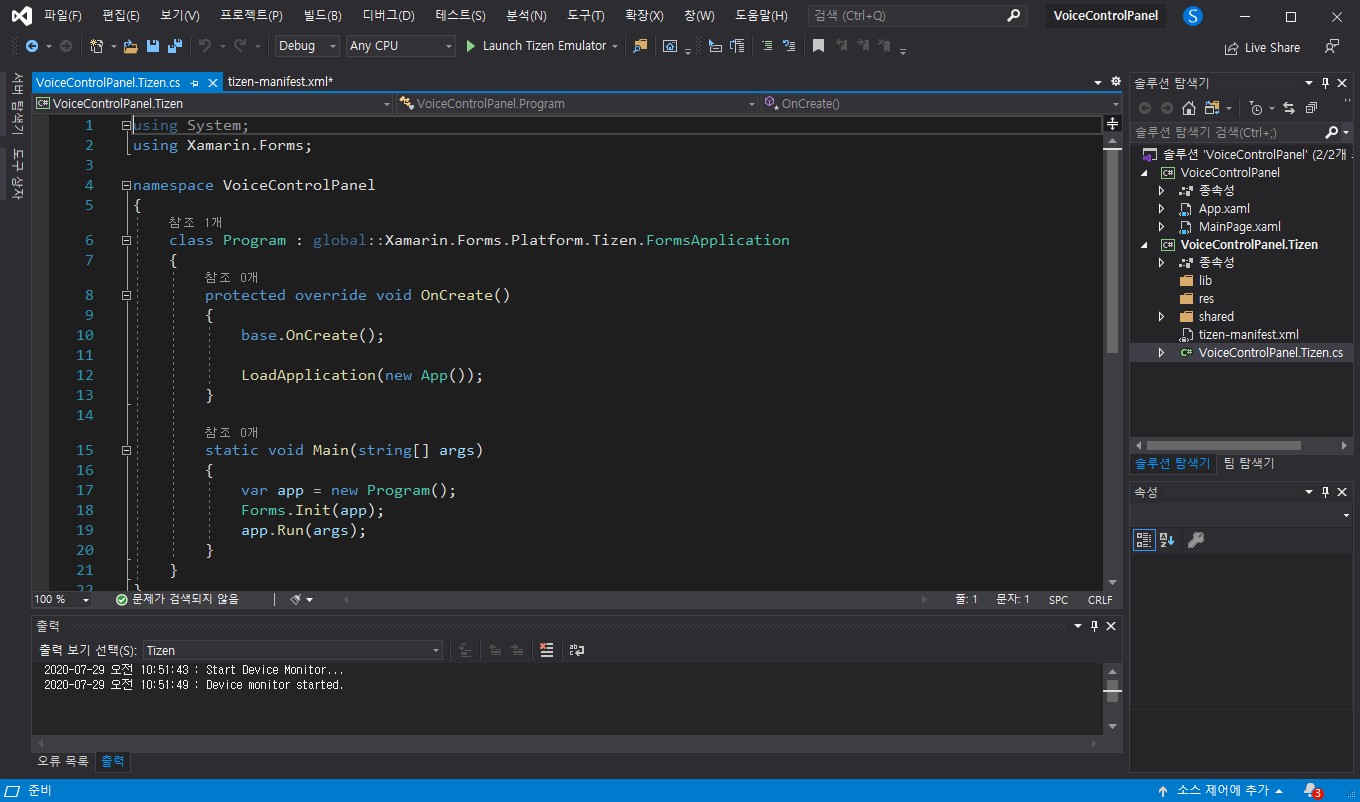 파일(F) 편집(E) 보기(V) 프로젝트(P) 빌드(B) 디버그(D) 테스트(S) 분석(N) 도구(T) 확장(X) 창(W) 도움말(H) 검색 (Ctrl+Q) VoiceControlPanel S
Debug Any CPU Launch Tizen Emulator Live Share
서버 탐색기
도구 상자
VoiceControlPanel.Tizen.cs tizen-manifest.xml*
C# VoiceControlPanel.Tizen VoiceControlPanel.Program OnCreate()
1 using System;
2 using Xamarin.Forms;
3
4 namespace VoiceControlPanel
5 {
참조 1개
6 class Program : global::Xamarin.Forms.Platform.Tizen.FormsApplication
7 {
참조 0개
8 protected override void OnCreate()
9 {
10 base.OnCreate();
11
12 LoadApplication(new App());
13 }
14
참조 0개
15 static void Main(string[] args)
16 {
17 var app = new Program();
18 Forms.Init(app);
19 app.Run(args);
20 }
21 }
22 }
100 % 문제가 검색되지 않음 줄: 1 문자: 1 SPC CRLF
출력
출력 보기 선택(S): Tizen
2020-07-29 오전 10:51:43 : Start Device Monitor...
2020-07-29 오전 10:51:49 : Device monitor started.
오류 목록 출력
솔루션 탐색기
솔루션 탐색기 검색(Ctrl+;)
솔루션 'VoiceControlPanel' (2/2개
C# VoiceControlPanel
종속성
App.xaml
MainPage.xaml
C# VoiceControlPanel.Tizen
종속성
lib
res
shared
tizen-manifest.xml
C# VoiceControlPanel.Tizen.cs
솔루션 탐색기 팀 탐색기
속성
준비 소스 제어에 추가 3